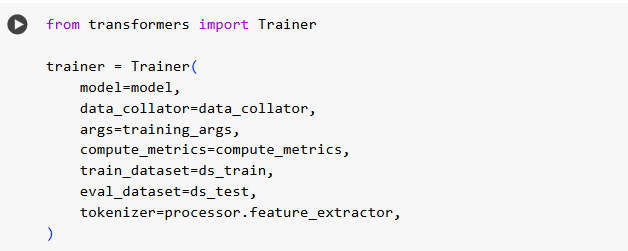 from transformers import Trainer
trainer = Trainer(
model=model,
data_collator=data_collator,
args=training_args,
compute_metrics=compute_metrics,
train_dataset=ds_train,
eval_dataset=ds_test,
tokenizer=processor.feature_extractor,
)